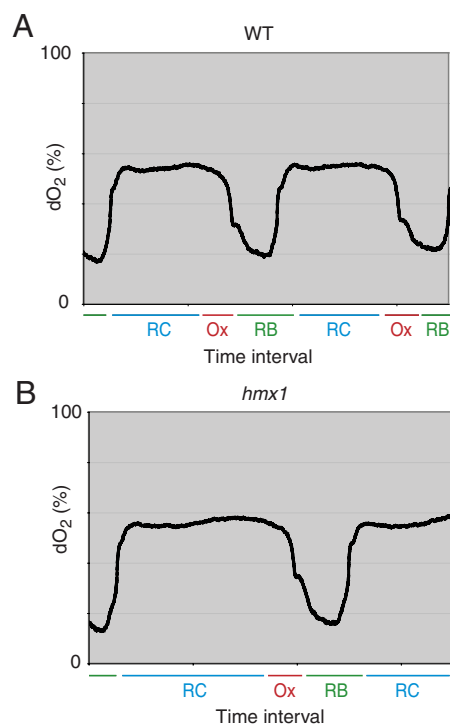 A
WT
100
dO2 (%)
0
RC Ox RB RC Ox RB
Time interval
B
hmx1
100
dO2 (%)
0
RC Ox RB RC
Time interval